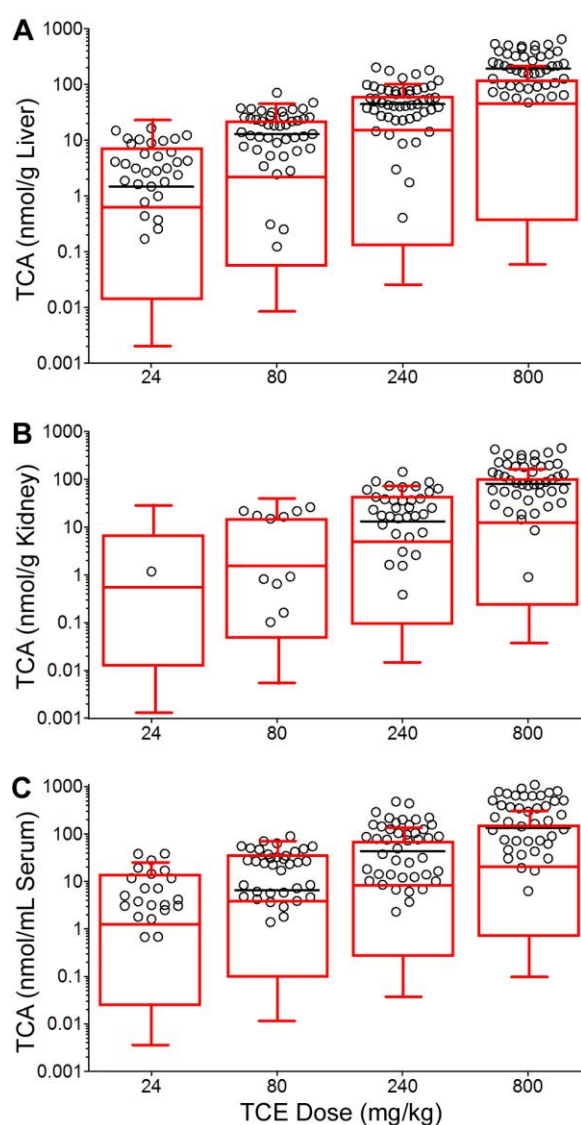 A
TCA (nmol/g Liver)
1000
100
10
1
0.1
0.01
0.001
24 80 240 800
B
TCA (nmol/g Kidney)
1000
100
10
1
0.1
0.01
0.001
24 80 240 800
C
TCA (nmol/mL Serum)
1000
100
10
1
0.1
0.01
0.001
24 80 240 800
TCE Dose (mg/kg)